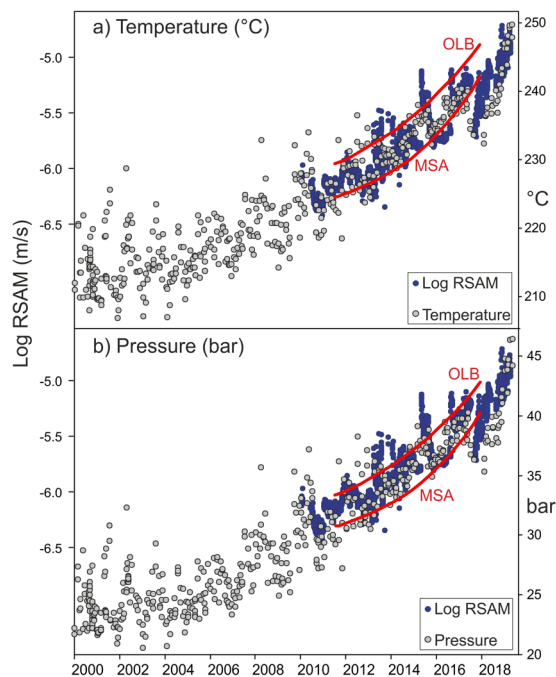 a) Temperature (°C)
OLB
MSA
-5.0
-5.5
-6.0
-6.5
250
240
230
°C
220
210
Log RSAM
Temperature
Log RSAM (m/s)
b) Pressure (bar)
OLB
MSA
-5.0
-5.5
-6.0
-6.5
45
40
35
bar
30
25
20
Log RSAM
Pressure
2000 2002 2004 2006 2008 2010 2012 2014 2016 2018